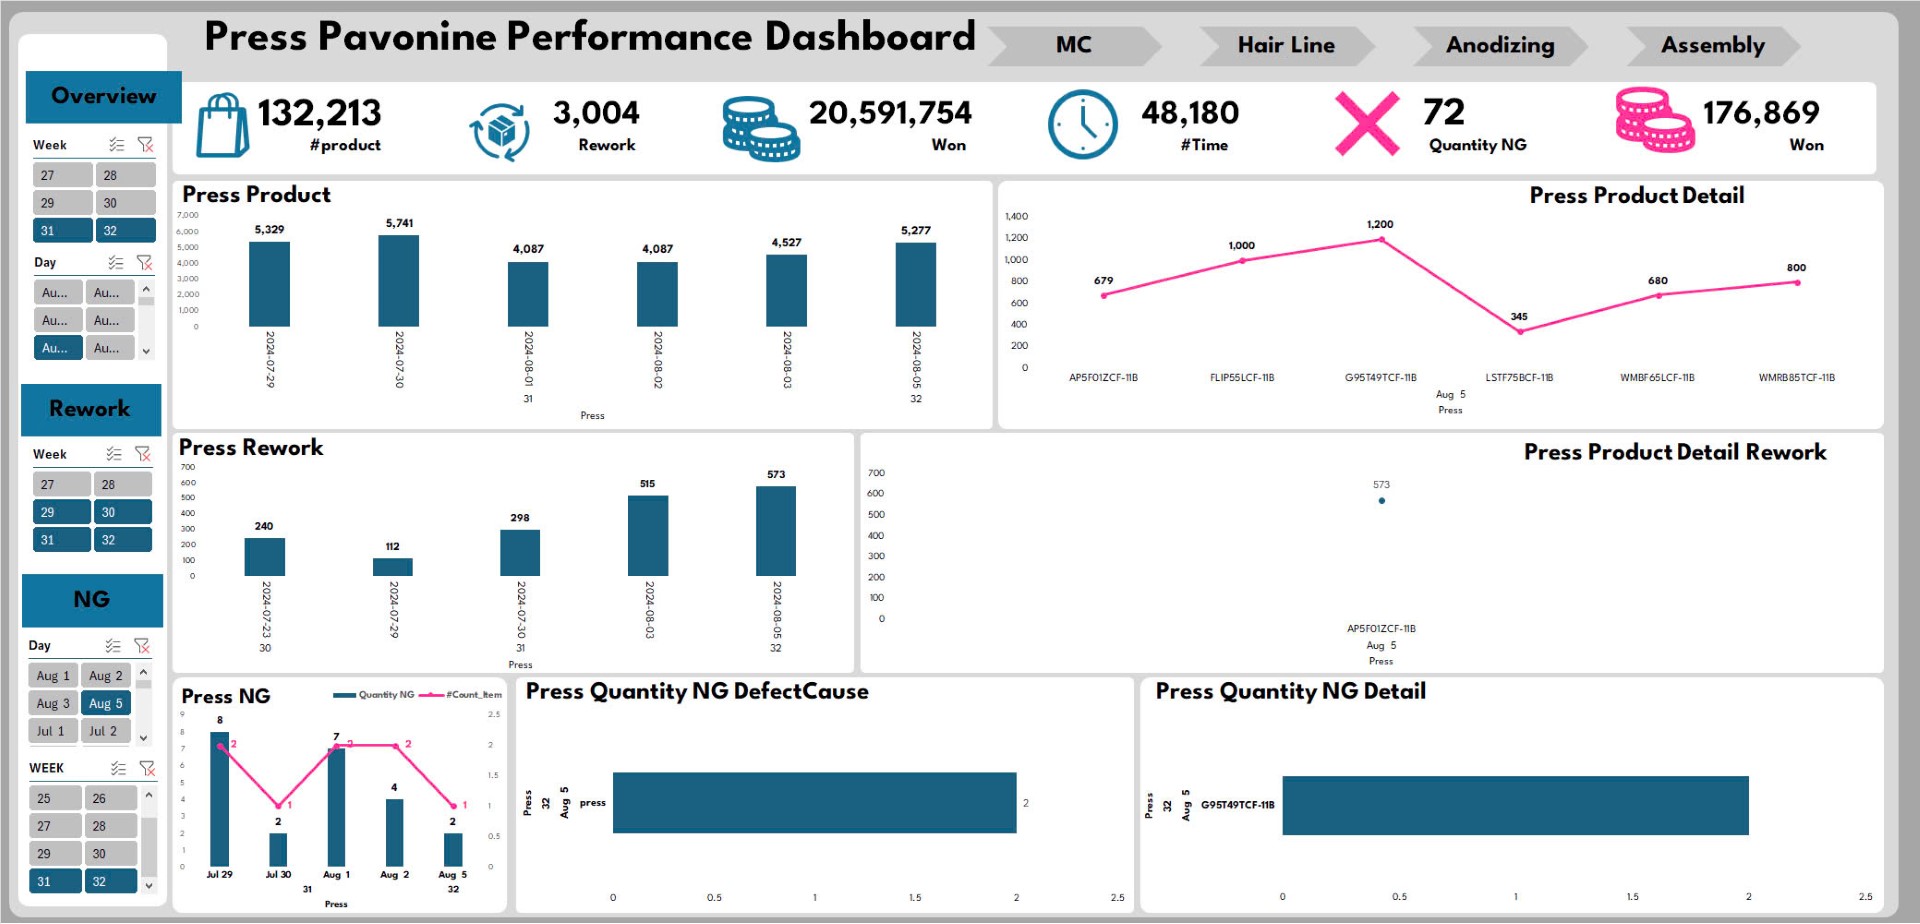 Press Pavonine Performance Dashboard
MC
Hair Line
Anodizing
Assembly
Overview
132,213
#product
3,004
Rework
20,591,754
Won
48,180
#Time
72
Quantity NG
176,869
Won
Week
27 28
29 30
31 32
Day
Au... Au...
Au... Au...
Au... Au...
Rework
Week
27 28
29 30
31 32
NG
Day
Aug 1 Aug 2
Aug 3 Aug 5
Jul 1 Jul 2
WEEK
25 26
27 28
29 30
31 32
Press Product
7,000
6,000
5,000
4,000
3,000
2,000
1,000
0
5,329
5,741
4,087
4,087
4,527
5,277
2024-07-29
2024-07-30
2024-08-01
2024-08-02
2024-08-03
2024-08-05
31
32
Press
Press Product Detail
1,400
1,200
1,000
800
600
400
200
0
679
1,000
1,200
345
680
800
AP5F01ZCF-11B
FLIP55LCF-11B
G95T49TCF-11B
LSTF75BCF-11B
WMBF65LCF-11B
WMRB85TCF-11B
Aug 5
Press
Press Rework
700
600
500
400
300
200
100
0
240
112
298
515
573
2024-07-23
2024-07-29
2024-07-30
2024-08-03
2024-08-05
30
31
32
Press
Press Product Detail Rework
700
600
500
400
300
200
100
0
573
AP5F01ZCF-11B
Aug 5
Press
Press NG
Quantity NG
#Count_Item
9
8
7
6
5
4
3
2
1
0
2.5
2
1.5
1
0.5
0
8
2
7
4
2
2
1
2
2
1
Jul 29
Jul 30
Aug 1
Aug 2
Aug 5
31
32
Press
Press Quantity NG DefectCause
Press
32
Aug 5
press
2
0
0.5
1
1.5
2
2.5
Press Quantity NG Detail
Press
32
Aug 5
G95T49TCF-11B
0
0.5
1
1.5
2
2.5